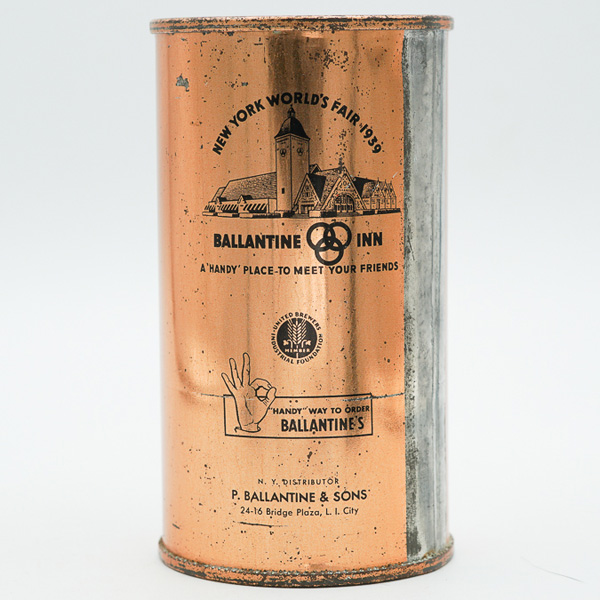 NEW YORK WORLD'S FAIR·1939
BALLANTINE INN
A 'HANDY' PLACE-TO MEET YOUR FRIENDS
UNITED BREWERS
INDUSTRIAL FOUNDATION
MEMBER
"HANDY" WAY TO ORDER
BALLANTINE'S
N. Y. DISTRIBUTOR
P. BALLANTINE & SONS
24-16 Bridge Plaza, L. I. City